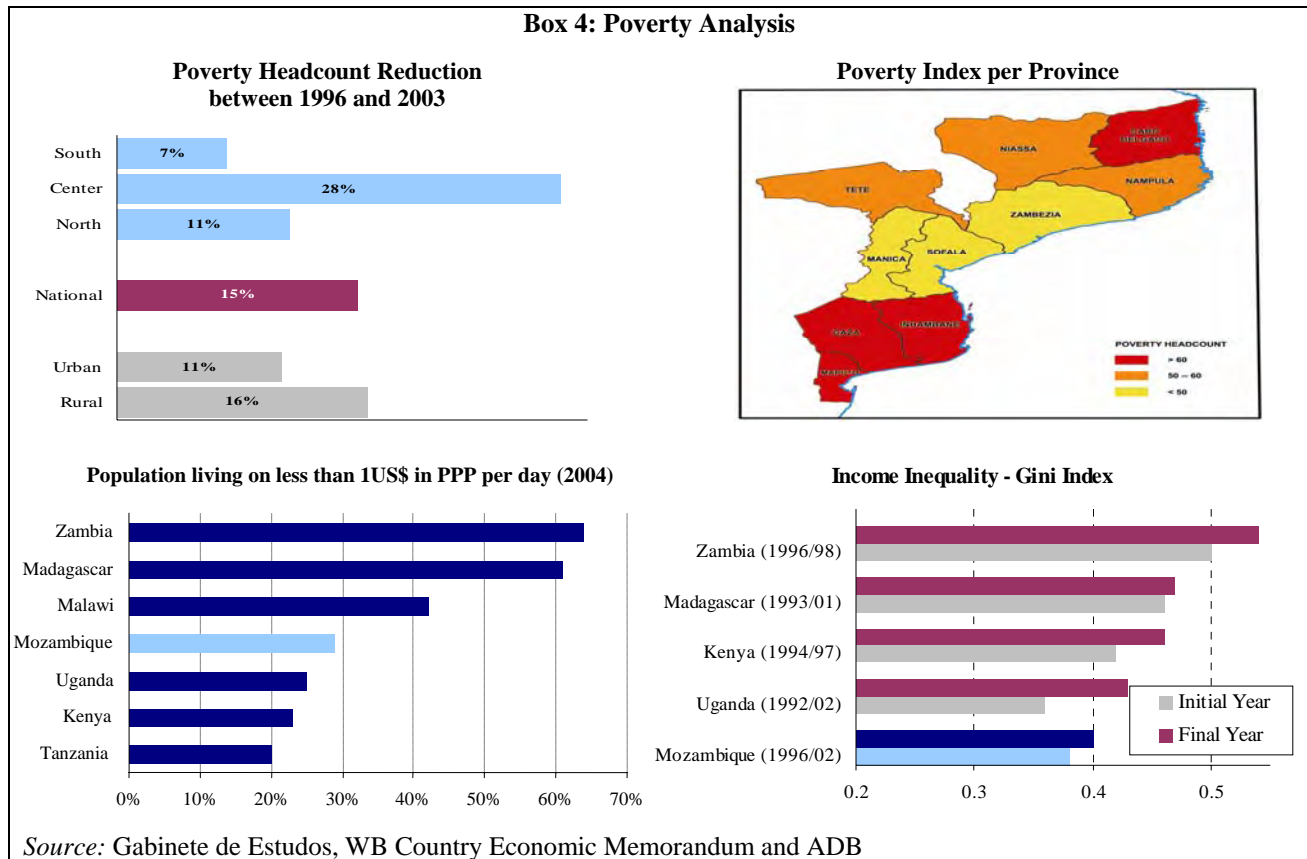 Box 4: Poverty Analysis
Poverty Headcount Reduction
between 1996 and 2003
South
7%
Center
28%
North
11%
National
15%
Urban
11%
Rural
16%
Poverty Index per Province
CABO
DELGADO
NIASSA
NAMPULA
TETE
ZAMBEZIA
MANICA
SOFALA
GAZA
INHAMBANE
MAPUTO
POVERTY HEADCOUNT
> 60
50 – 60
< 50
Population living on less than 1US$ in PPP per day (2004)
Zambia
Madagascar
Malawi
Mozambique
Uganda
Kenya
Tanzania
0% 10% 20% 30% 40% 50% 60% 70%
Income Inequality - Gini Index
Zambia (1996/98)
Madagascar (1993/01)
Kenya (1994/97)
Uganda (1992/02)
Mozambique (1996/02)
Initial Year
Final Year
0.2 0.3 0.4 0.5
Source: Gabinete de Estudos, WB Country Economic Memorandum and ADB